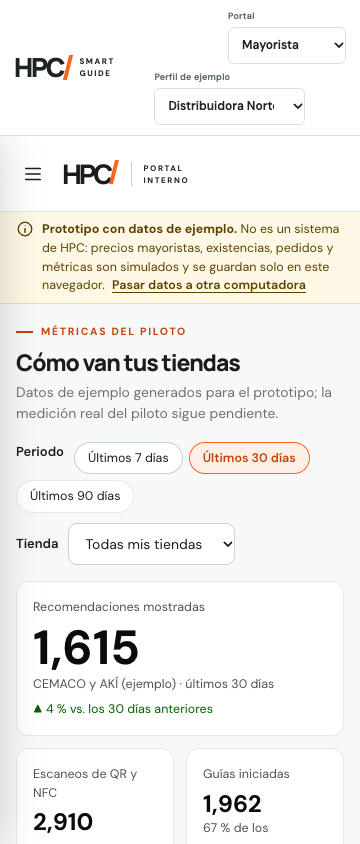 Portal
HPC/ SMART GUIDE
Mayorista
Perfil de ejemplo
Distribuidora Norte
HPC/ PORTAL INTERNO
Prototipo con datos de ejemplo. No es un sistema
de HPC: precios mayoristas, existencias, pedidos y
métricas son simulados y se guardan solo en este
navegador. Pasar datos a otra computadora
MÉTRICAS DEL PILOTO
Cómo van tus tiendas
Datos de ejemplo generados para el prototipo; la
medición real del piloto sigue pendiente.
Periodo
Últimos 7 días
Últimos 30 días
Últimos 90 días
Tienda
Todas mis tiendas
Recomendaciones mostradas
1,615
CEMACO y AKÍ (ejemplo) · últimos 30 días
▲ 4 % vs. los 30 días anteriores
Escaneos de QR y
NFC
2,910
Guías iniciadas
1,962
67 % de los